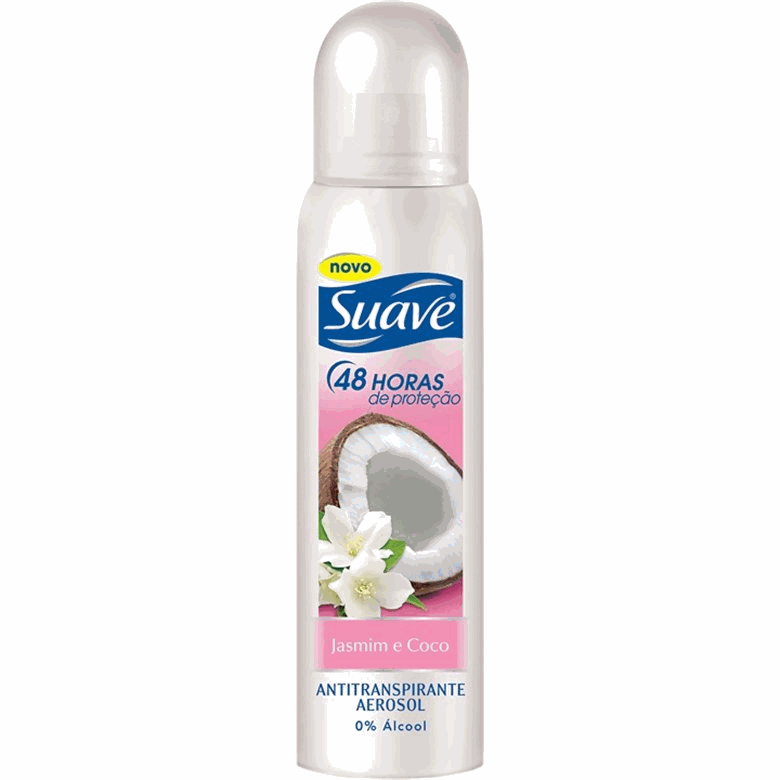 novo
Suave®
48 HORAS
de proteção
Jasmim e Coco
ANTITRANSPIRANTE
AEROSOL
0% Álcool